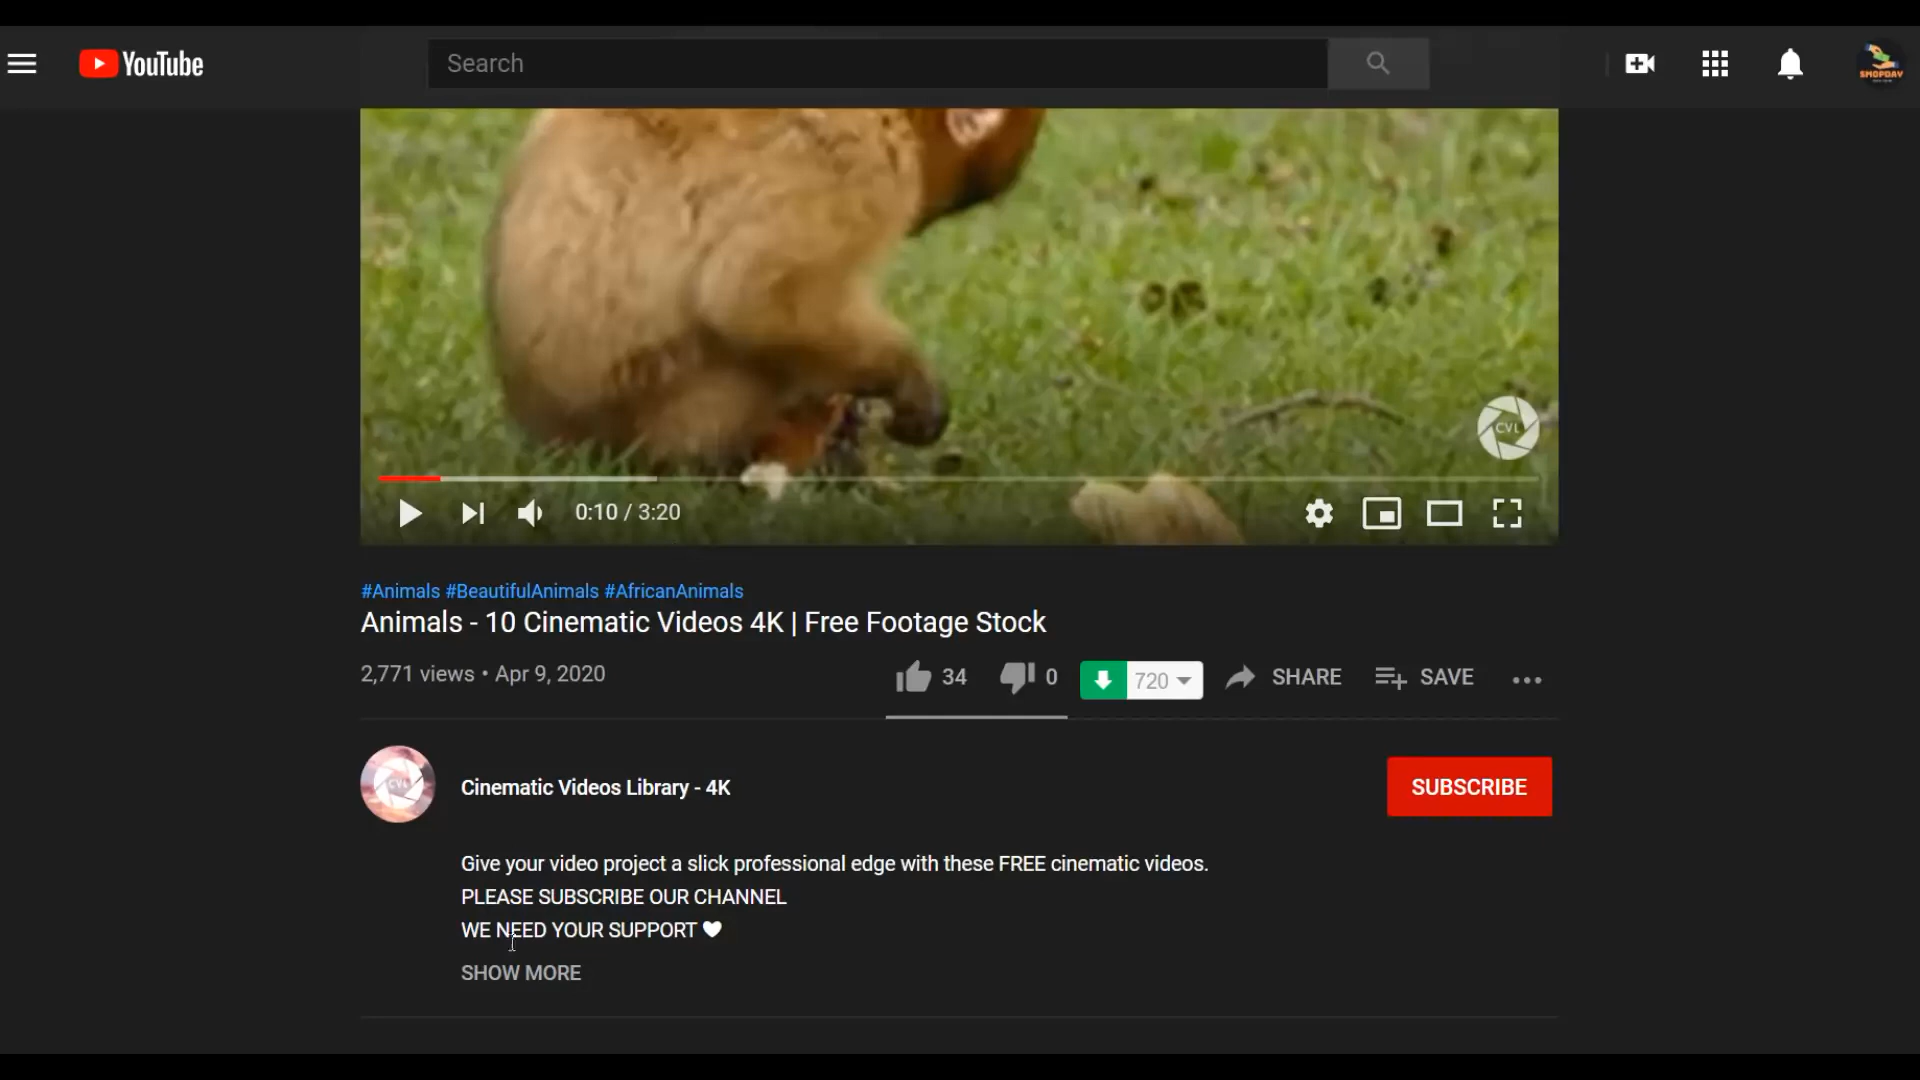 YouTube
Search
SHOPDAY
CVL
0:10 / 3:20
#Animals #BeautifulAnimals #AfricanAnimals
Animals - 10 Cinematic Videos 4K | Free Footage Stock
2,771 views • Apr 9, 2020
34
0
720
SHARE
SAVE
CVL
Cinematic Videos Library - 4K
SUBSCRIBE
Give your video project a slick professional edge with these FREE cinematic videos.
PLEASE SUBSCRIBE OUR CHANNEL
WE NEED YOUR SUPPORT 🤍
SHOW MORE